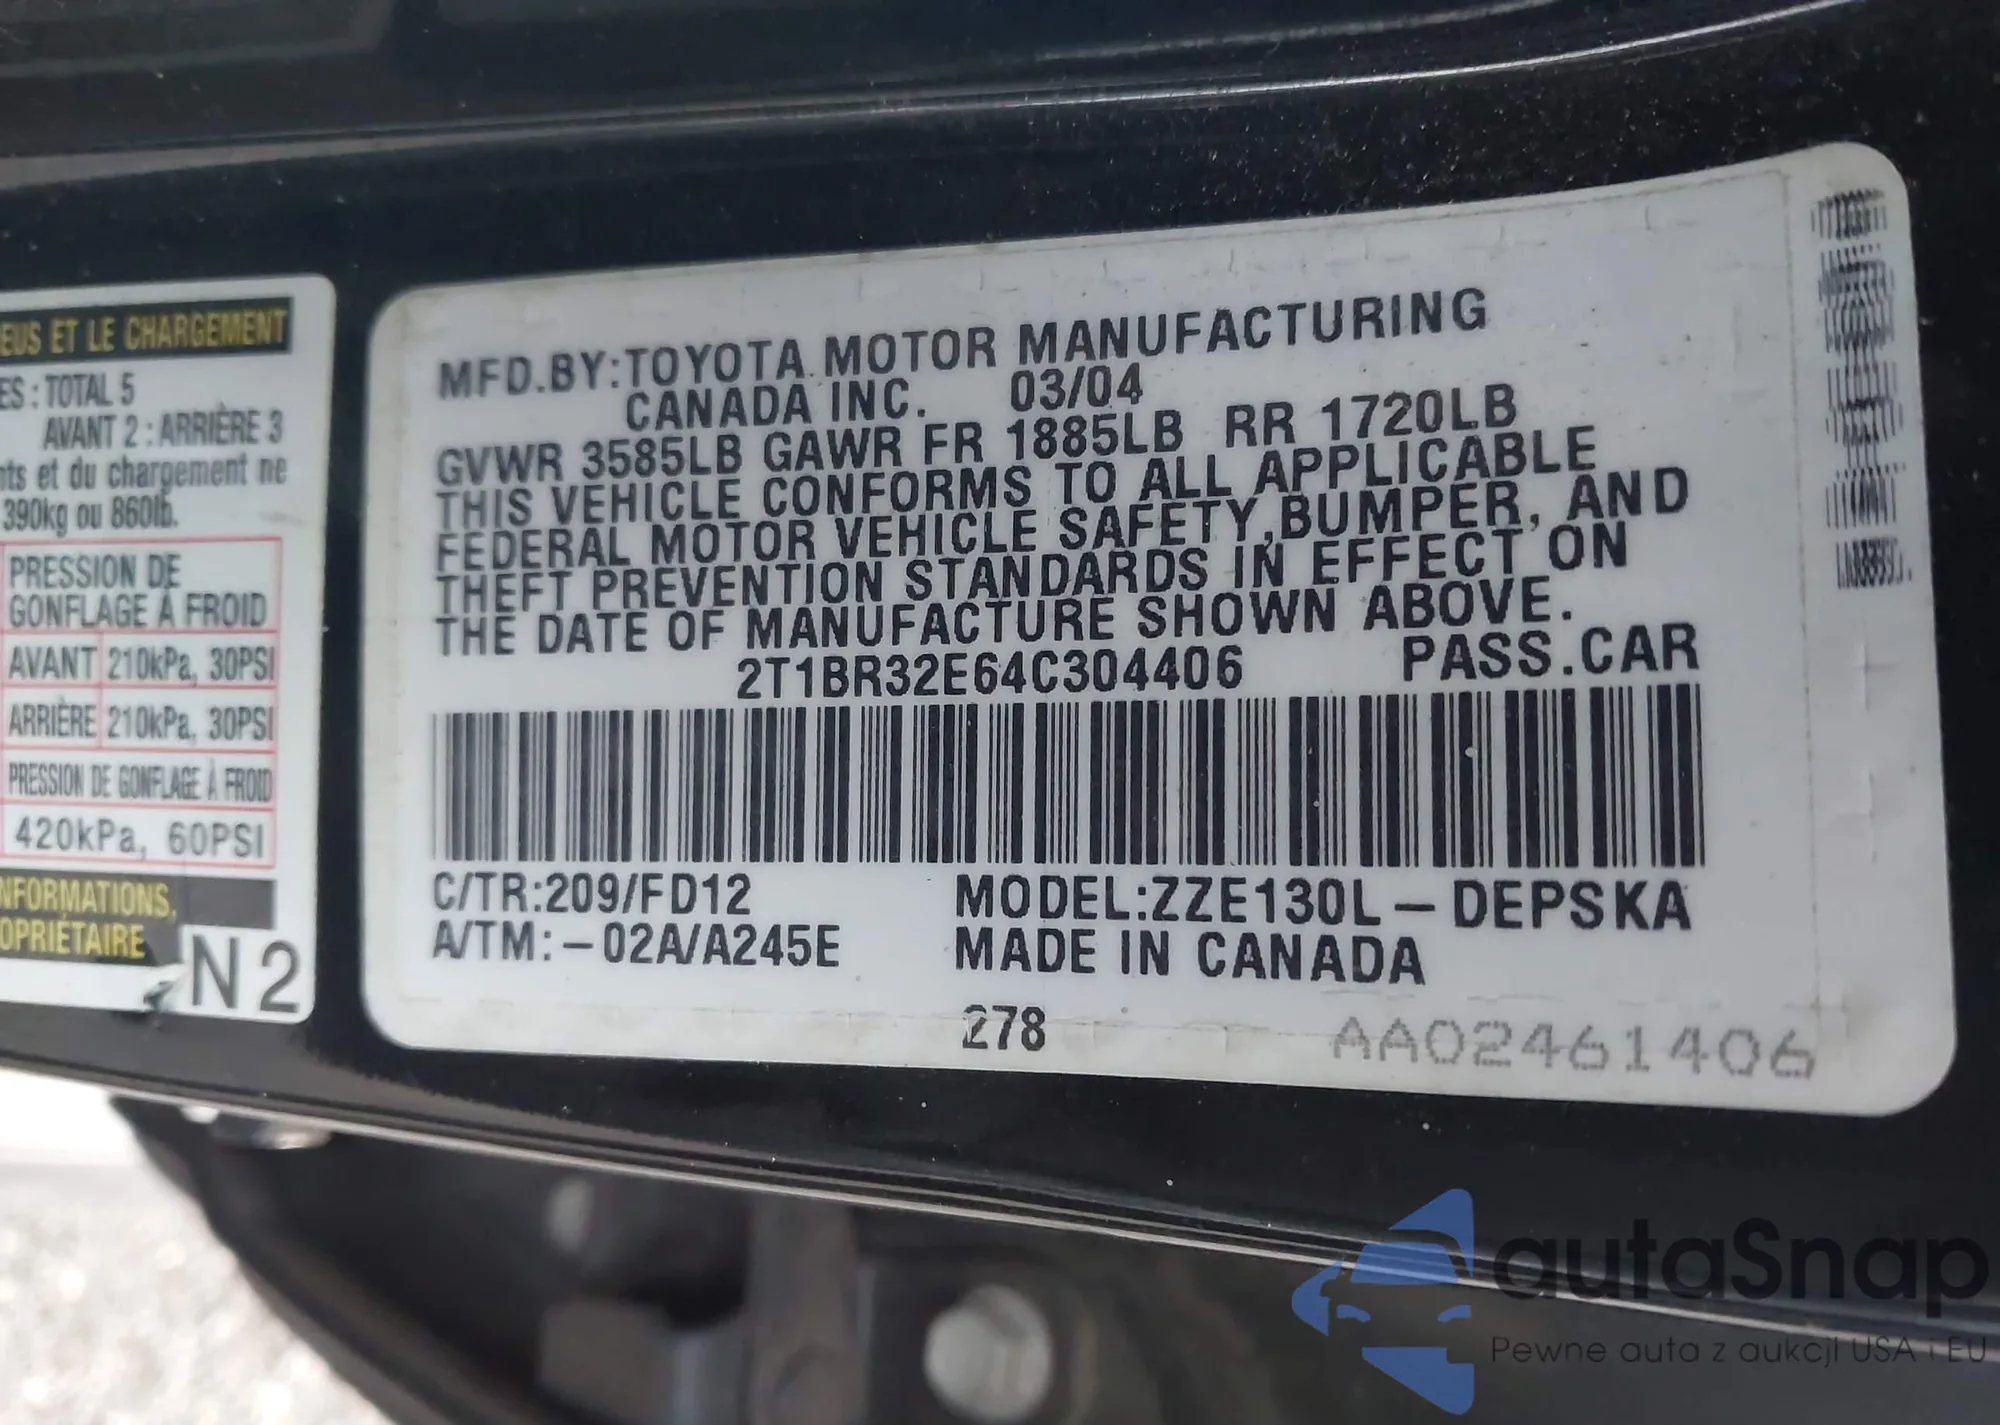 EUS ET LE CHARGEMENT
ES : TOTAL 5
AVANT 2 : ARRIÈRE 3
nts et du chargement ne
390kg ou 860lb.
PRESSION DE
GONFLAGE À FROID
AVANT 210kPa, 30PSI
ARRIÈRE 210kPa, 30PSI
PRESSION DE GONFLAGE À FROID
420kPa, 60PSI
NFORMATIONS,
OPRIÉTAIRE
N2
MFD.BY:TOYOTA MOTOR MANUFACTURING
CANADA INC. 03/04
GVWR 3585LB GAWR FR 1885LB RR 1720LB
THIS VEHICLE CONFORMS TO ALL APPLICABLE
FEDERAL MOTOR VEHICLE SAFETY,BUMPER, AND
THEFT PREVENTION STANDARDS IN EFFECT ON
THE DATE OF MANUFACTURE SHOWN ABOVE.
2T1BR32E64C304406 PASS.CAR
C/TR:209/FD12 MODEL:ZZE130L-DEPSKA
A/TM:-02A/A245E MADE IN CANADA
278
AA02461406
autaSnap
Pewne auta z aukcji USA i EU